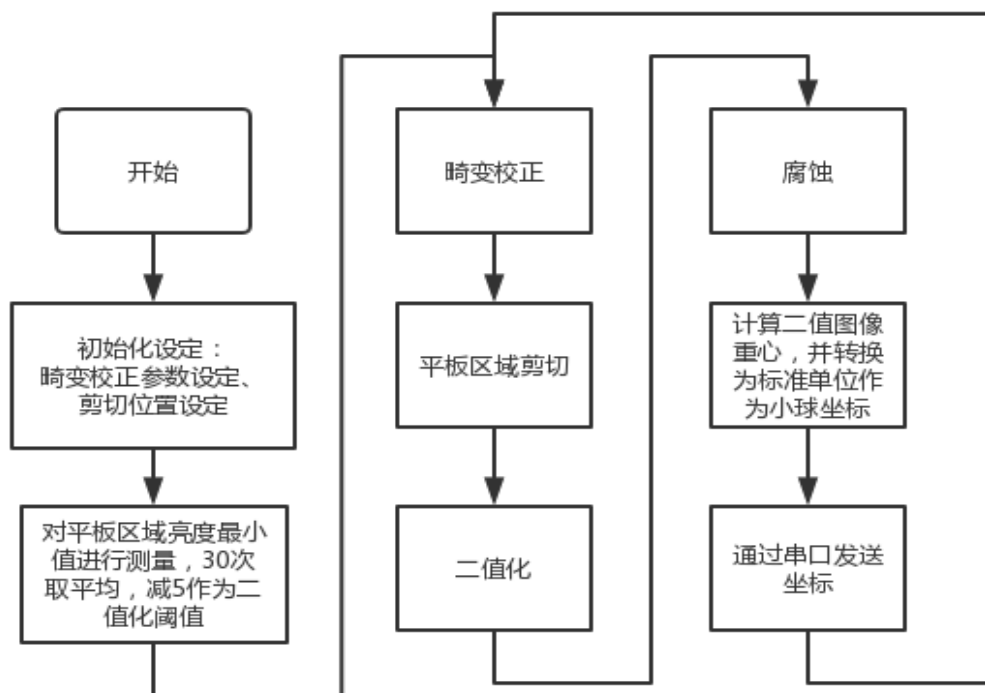 开始
初始化设定：
畸变校正参数设定、
剪切位置设定
对平板区域亮度最小
值进行测量，30次
取平均，减5作为二
值化阈值
畸变校正
平板区域剪切
二值化
腐蚀
计算二值图像
重心，并转换
为标准单位作
为小球坐标
通过串口发送
坐标